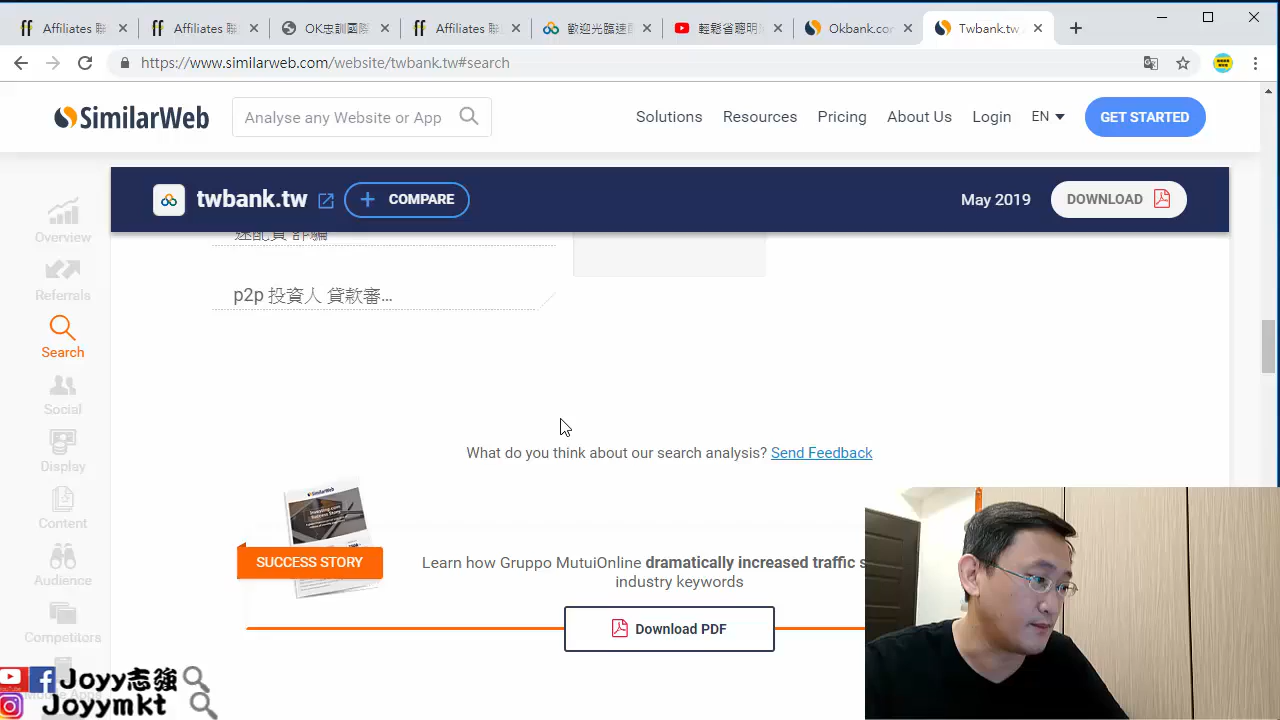 Affiliates 聯
Affiliates 聯
OK忠訓國際
Affiliates 聯
歡迎光臨速
輕鬆省聰明
Okbank.cor
Twbank.tw
https://www.similarweb.com/website/twbank.tw#search
SimilarWeb
Analyse any Website or App
Solutions
Resources
Pricing
About Us
Login
EN
GET STARTED
twbank.tw
COMPARE
May 2019
DOWNLOAD
Overview
Referrals
Search
Social
Display
Content
Audience
Competitors
p2p 投資人 貸款審...
What do you think about our search analysis? Send Feedback
SimilarWeb
SUCCESS STORY
Learn how Gruppo MutuiOnline dramatically increased traffic s
industry keywords
Download PDF
Joyy志強
Joyymkt